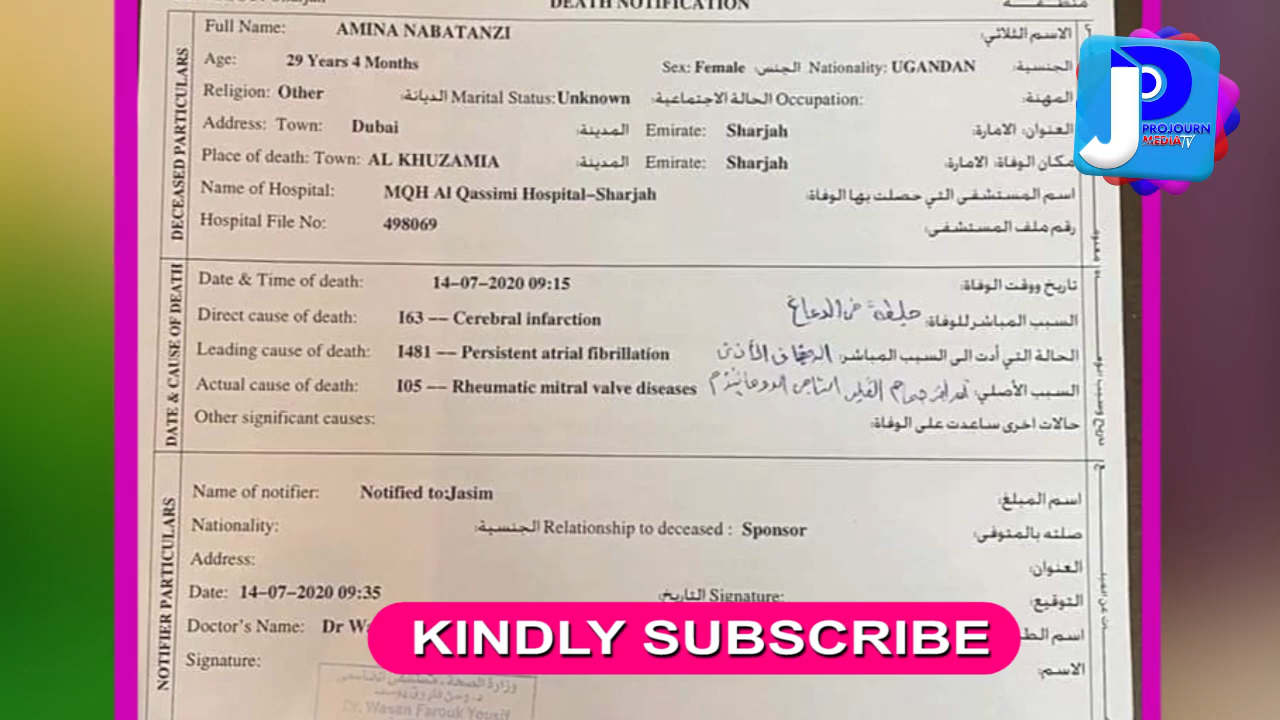 DEATH NOTIFICATION
Full Name: AMINA NABATANZI الاسم الثلاثي:
Age: 29 Years 4 Months Sex: Female الجنس: Nationality: UGANDAN الجنسية:
Religion: Other الديانة: Marital Status: Unknown الحالة الاجتماعية: Occupation: المهنة:
Address: Town: Dubai المدينة: Emirate: Sharjah العنوان: الامارة:
Place of death: Town: AL KHUZAMIA المدينة: Emirate: Sharjah مكان الوفاة: الامارة:
Name of Hospital: MQH Al Qassimi Hospital-Sharjah اسم المستشفى التي حصلت بها الوفاة:
Hospital File No: 498069 رقم ملف المستشفى:
DECEASED PARTICULARS
Date & Time of death: 14-07-2020 09:15 تاريخ ووقت الوفاة:
Direct cause of death: I63 -- Cerebral infarction السبب المباشر للوفاة:
Leading cause of death: I481 -- Persistent atrial fibrillation الحالة التي أدت الى السبب المباشر:
Actual cause of death: I05 -- Rheumatic mitral valve diseases السبب الأصلي:
Other significant causes: حالات اخرى ساعدت على الوفاة:
DATE & CAUSE OF DEATH
Name of notifier: Notified to:Jasim اسم المبلغ:
Nationality: الجنسية: Relationship to deceased : Sponsor صلته بالمتوفي:
Address: العنوان:
Date: 14-07-2020 09:35 التاريخ: Signature: التوقيع:
Doctor's Name: Dr اسم
Signature: الاسم:
NOTIFIER PARTICULARS
Dr. Wasan Farouk Yousif
PROJOURN
MEDIA TV
KINDLY SUBSCRIBE